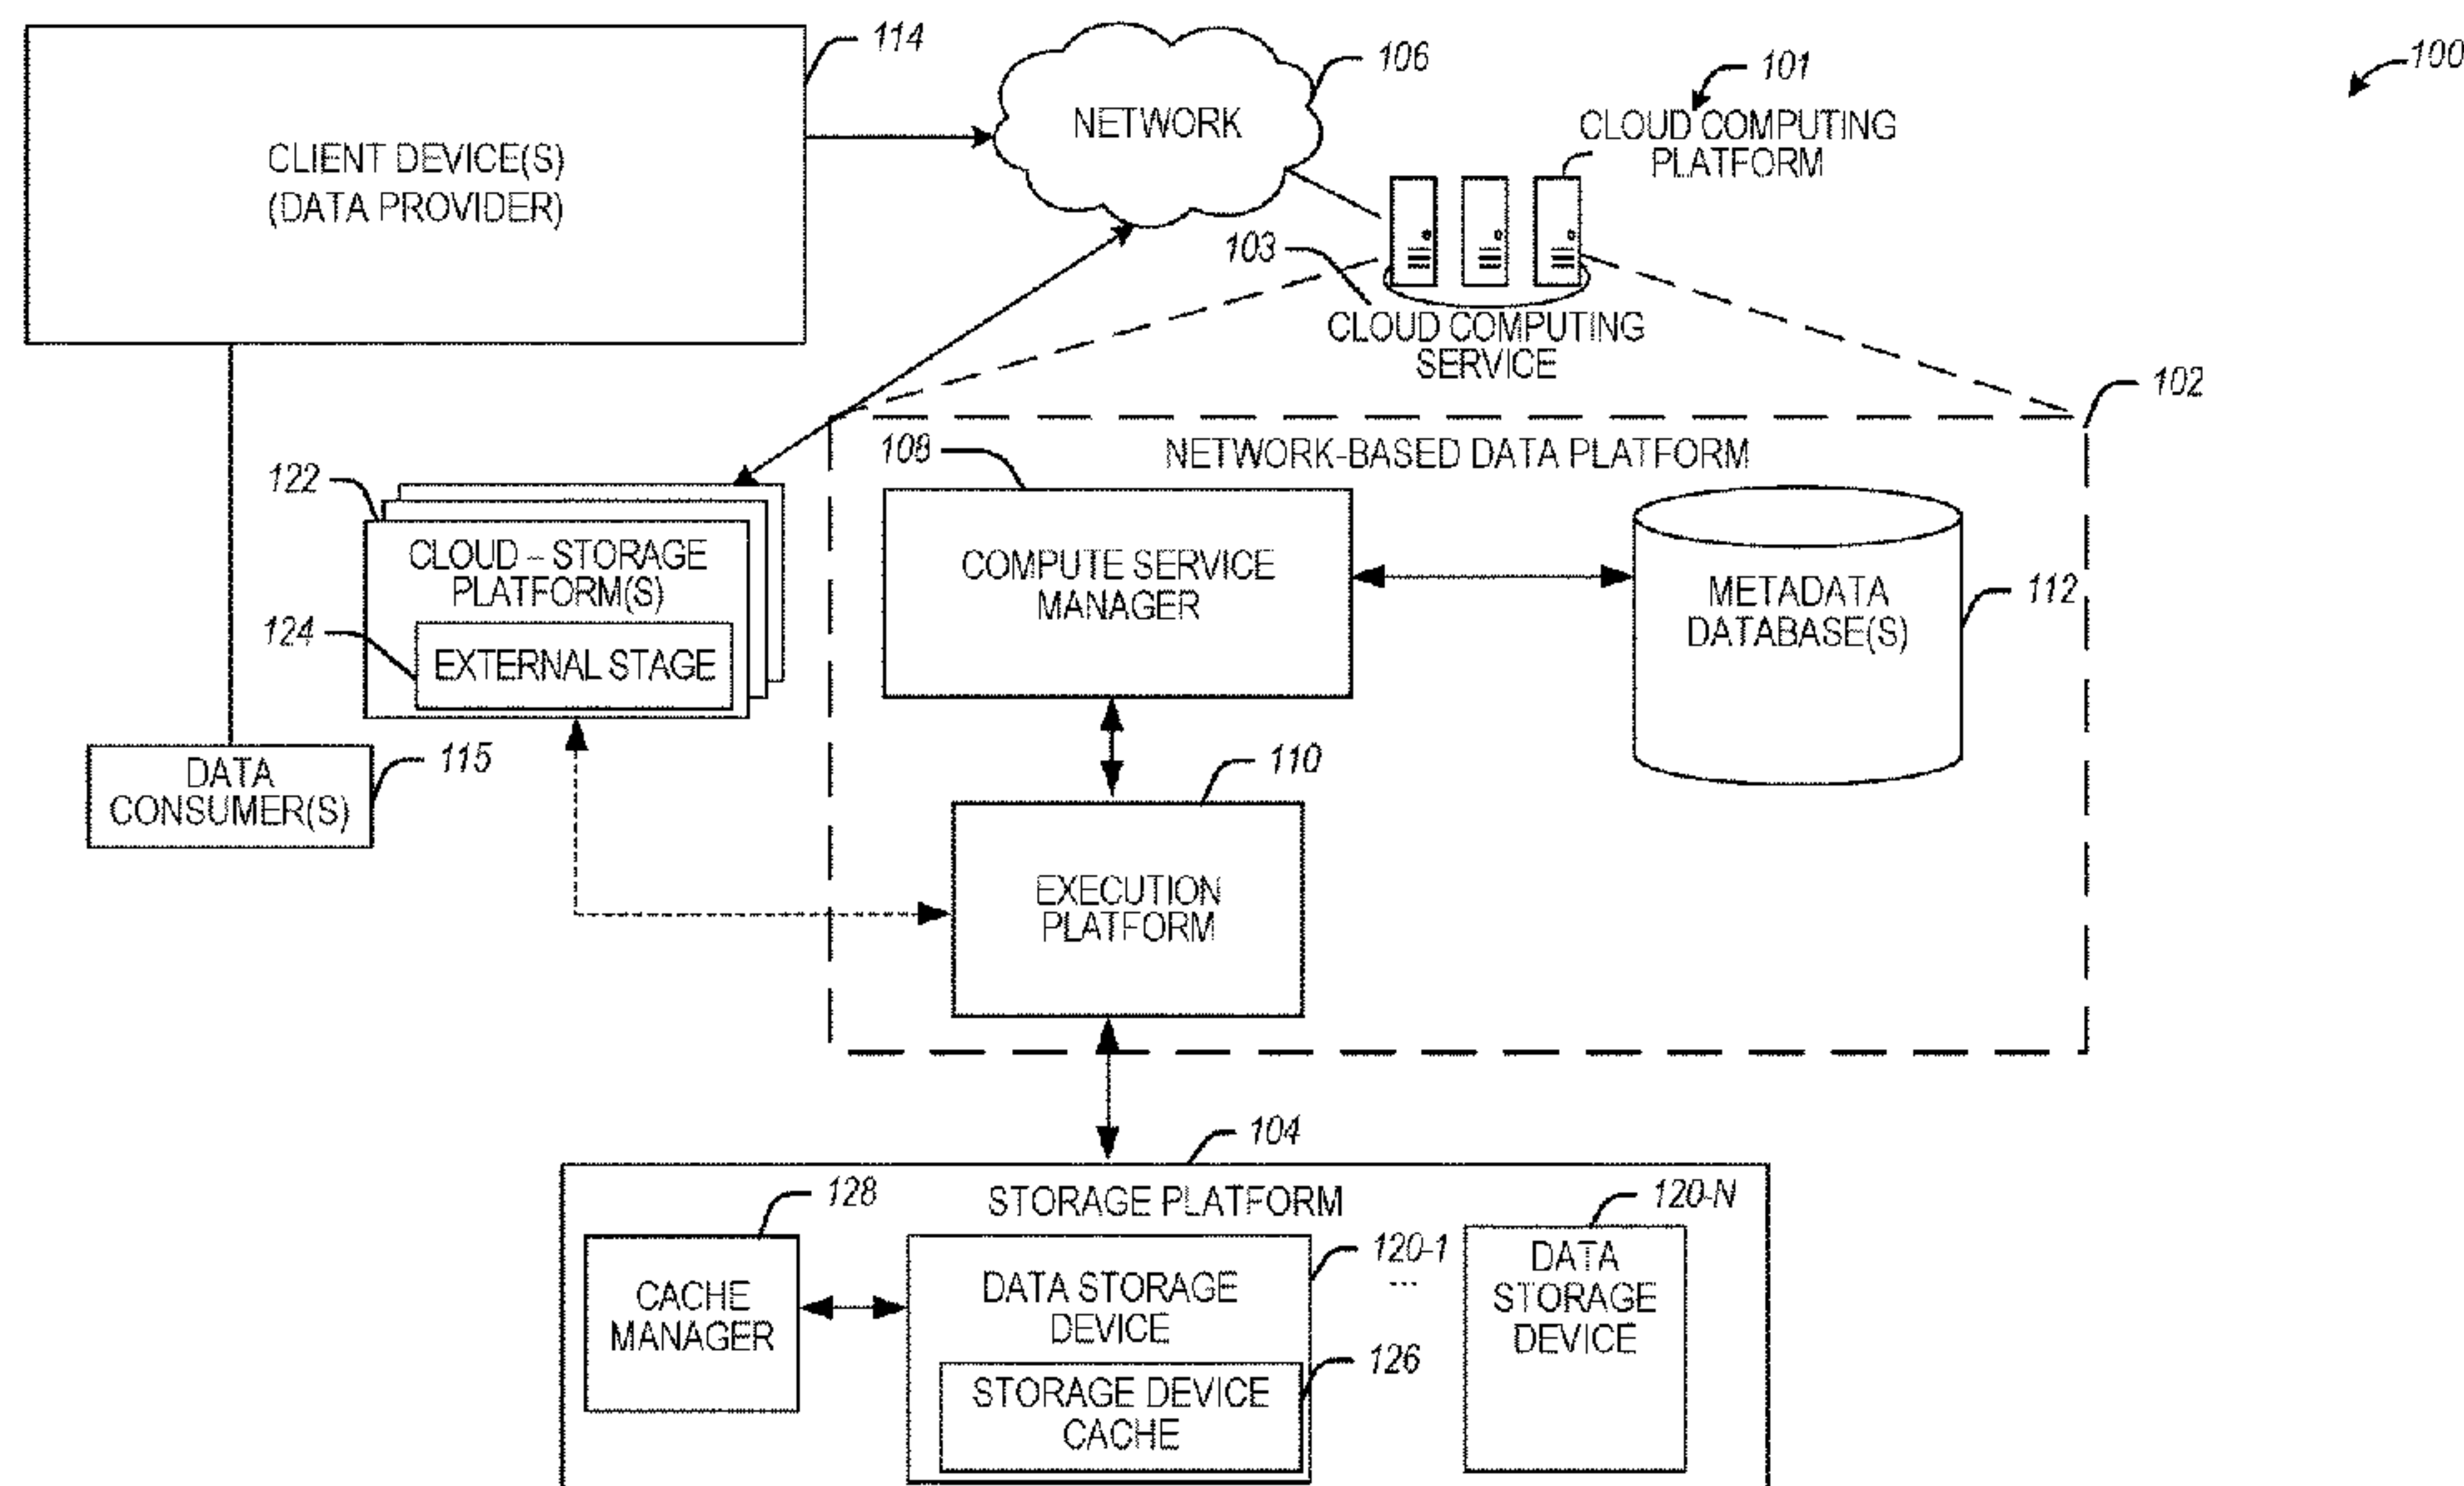 100
114
CLIENT DEVICE(S)
(DATA PROVIDER)
106
NETWORK
101
CLOUD COMPUTING
PLATFORM
103
CLOUD COMPUTING
SERVICE
102
NETWORK-BASED DATA PLATFORM
122
CLOUD – STORAGE
PLATFORM(S)
124
EXTERNAL STAGE
108
COMPUTE SERVICE
MANAGER
METADATA
DATABASE(S)
112
115
DATA
CONSUMER(S)
110
EXECUTION
PLATFORM
104
STORAGE PLATFORM
128
CACHE
MANAGER
120-1
...
DATA STORAGE
DEVICE
126
STORAGE DEVICE
CACHE
120-N
DATA
STORAGE
DEVICE